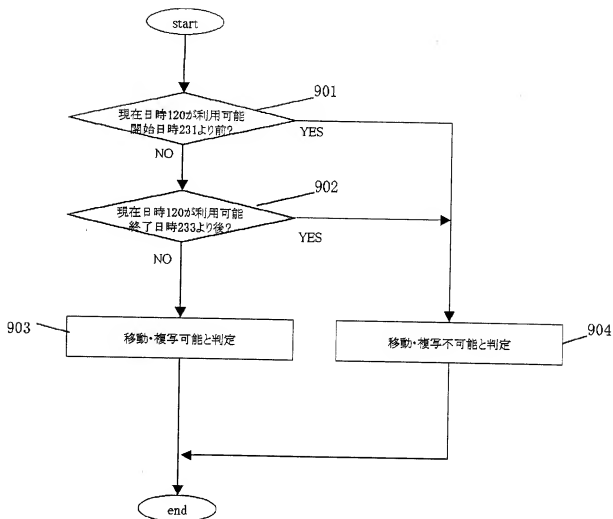 start
901
現在日時120が利用可能
開始日時231より前?
YES
NO
902
現在日時120が利用可能
終了日時233より後?
YES
NO
903
移動・複写可能と判定
移動・複写不可能と判定
904
end